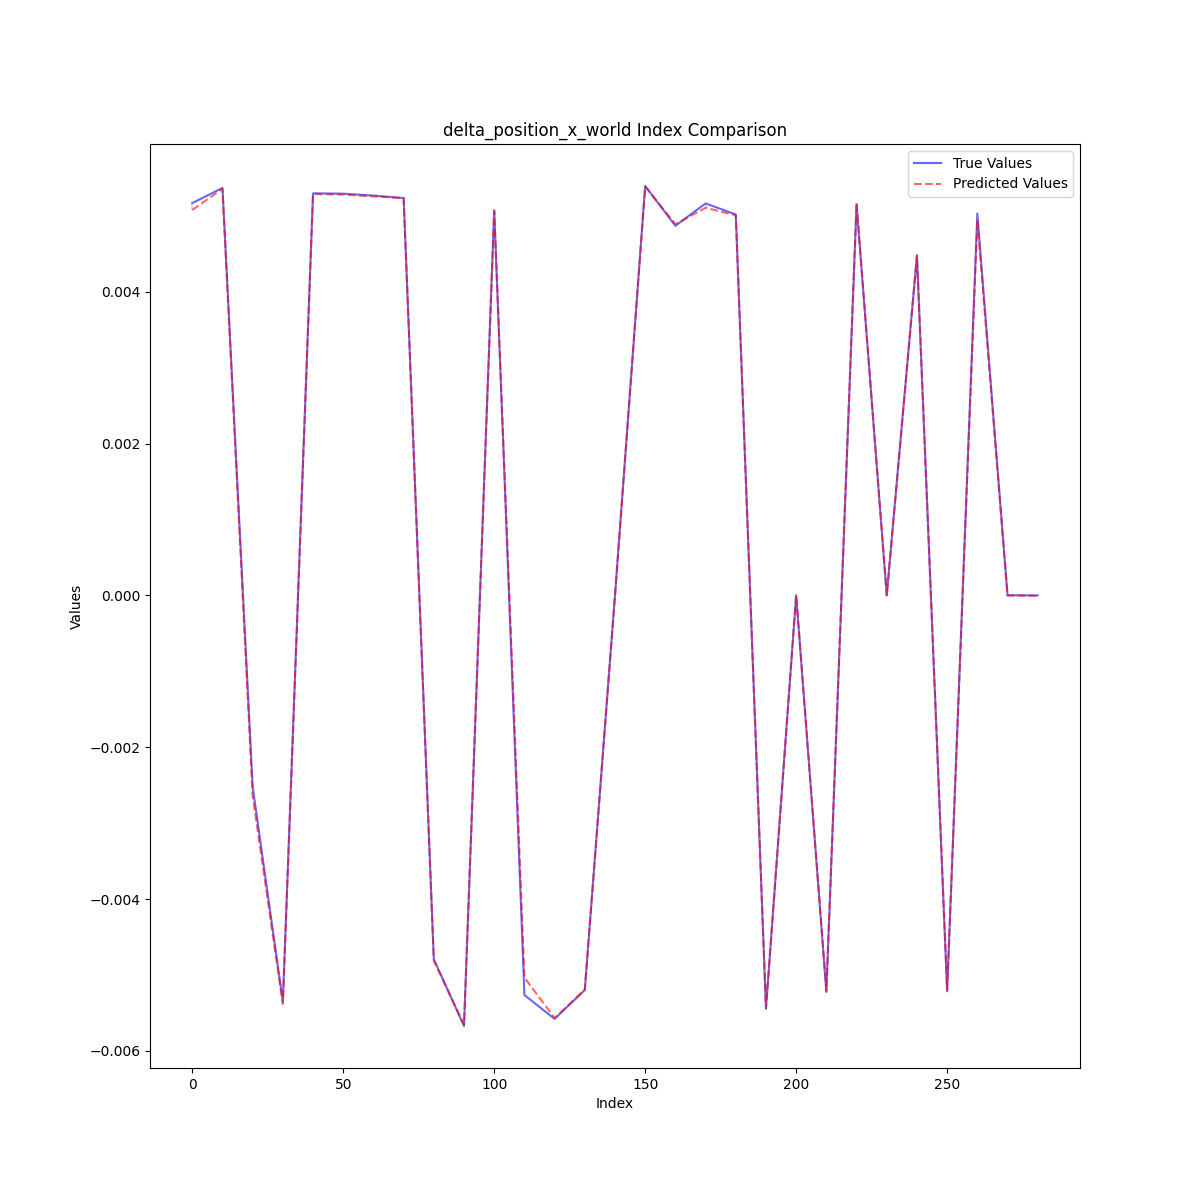 delta_position_x_world Index Comparison
True Values
Predicted Values
0.004
0.002
0.000
−0.002
−0.004
−0.006
Values
0 50 100 150 200 250
Index